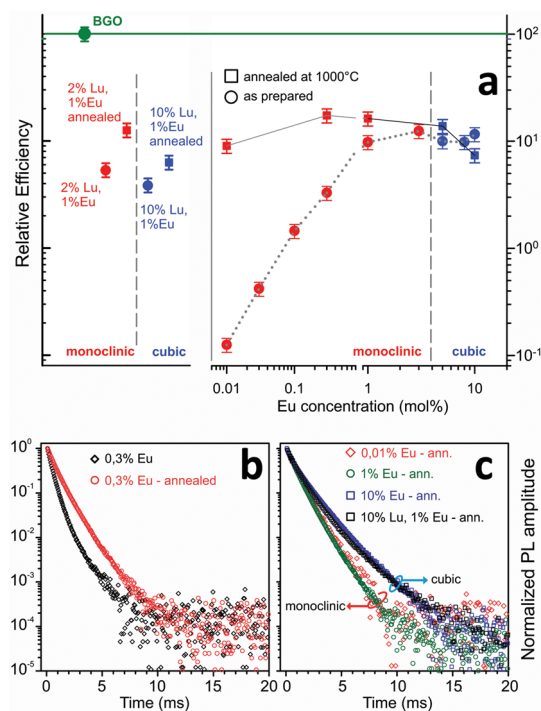 BGO
a
annealed at 1000°C
as prepared
2% Lu,
1%Eu
annealed
10% Lu,
1%Eu
annealed
2% Lu,
1%Eu
10% Lu,
1%Eu
Relative Efficiency
10²
10¹
10⁰
10⁻¹
monoclinic
cubic
monoclinic
cubic
0.01
0.1
1
10
Eu concentration (mol%)
b
0,3% Eu
0,3% Eu - annealed
10⁰
10⁻¹
10⁻²
10⁻³
10⁻⁴
10⁻⁵
0
5
10
15
20
Time (ms)
c
0,01% Eu - ann.
1% Eu - ann.
10% Eu - ann.
10% Lu, 1% Eu - ann.
cubic
monoclinic
0
5
10
15
20
Time (ms)
Normalized PL amplitude